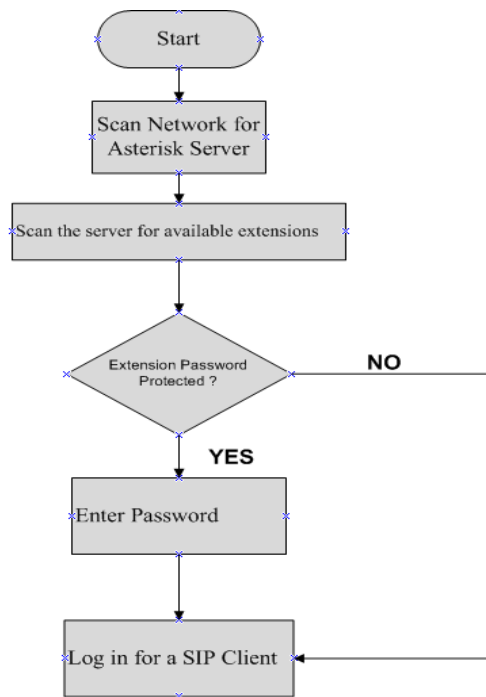 Start
Scan Network for
Asterisk Server
Scan the server for available extensions
Extension Password
Protected ?
NO
YES
Enter Password
Log in for a SIP Client